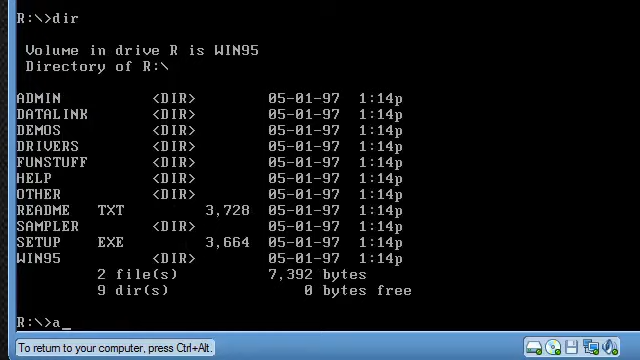 R:\>dir
Volume in drive R is WIN95
Directory of R:\
ADMIN <DIR> 05-01-97 1:14p
DATALINK <DIR> 05-01-97 1:14p
DEMOS <DIR> 05-01-97 1:14p
DRIVERS <DIR> 05-01-97 1:14p
FUNSTUFF <DIR> 05-01-97 1:14p
HELP <DIR> 05-01-97 1:14p
OTHER <DIR> 05-01-97 1:14p
README TXT 3,728 05-01-97 1:14p
SAMPLER <DIR> 05-01-97 1:14p
SETUP EXE 3,664 05-01-97 1:14p
WIN95 <DIR> 05-01-97 1:14p
2 file(s) 7,392 bytes
9 dir(s) 0 bytes free
R:\>a_
To return to your computer, press Ctrl+Alt.